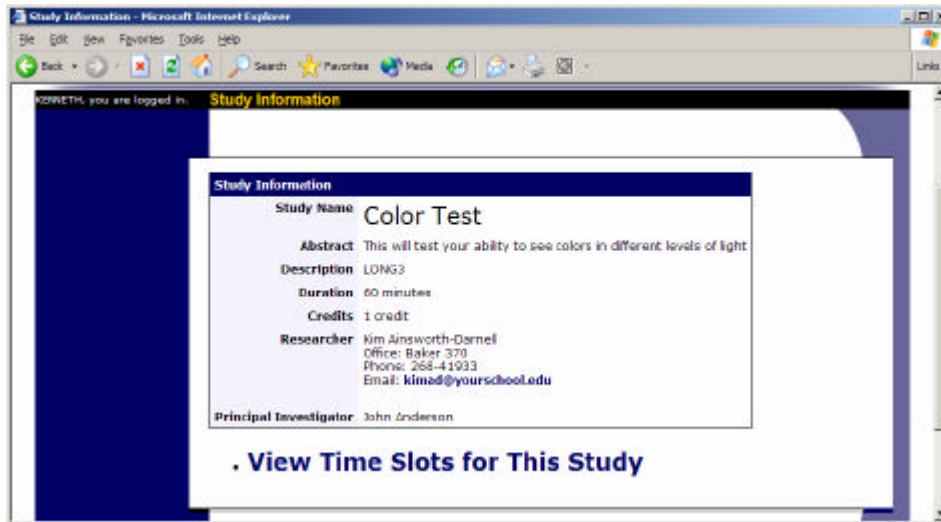 Study Information - Microsoft Internet Explorer
File Edit View Favorites Tools Help
Back Search Favorites Media Links
KENNETH, you are logged in. Study Information
Study Information
Study Name Color Test
Abstract This will test your ability to see colors in different levels of light
Description LONG3
Duration 60 minutes
Credits 1 credit
Researcher Kim Ainsworth-Darnell
Office: Baker 370
Phone: 268-41933
Email: kimad@yourschool.edu
Principal Investigator John Anderson
• View Time Slots for This Study